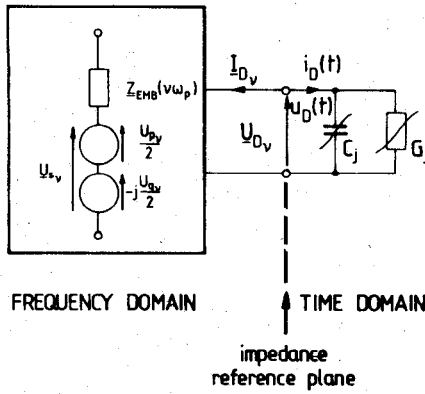 I_Dν i_D(t)
Z_EMB(νω_p)
u_D(t)
U_pν/2
U_sν
-j U_qν/2
U_Dν
C_j
G
FREQUENCY DOMAIN
TIME DOMAIN
impedance
reference plane